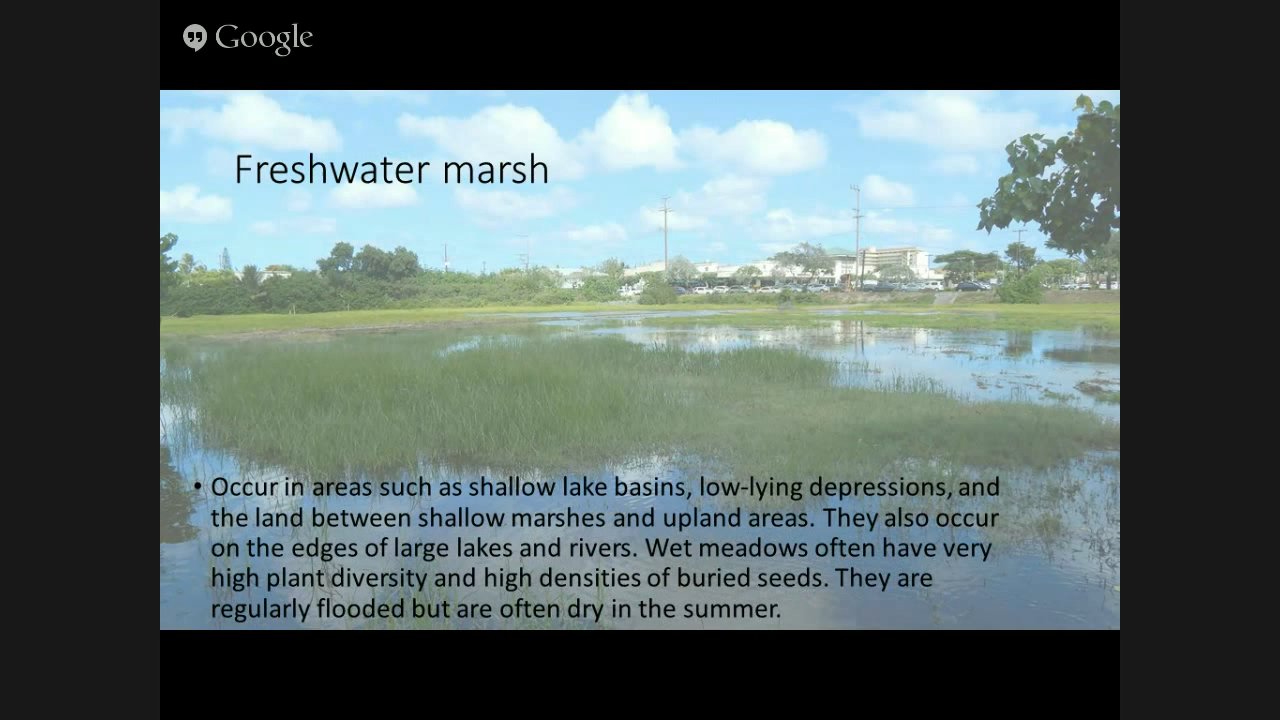 Google
Freshwater marsh
• Occur in areas such as shallow lake basins, low-lying depressions, and
the land between shallow marshes and upland areas. They also occur
on the edges of large lakes and rivers. Wet meadows often have very
high plant diversity and high densities of buried seeds. They are
regularly flooded but are often dry in the summer.